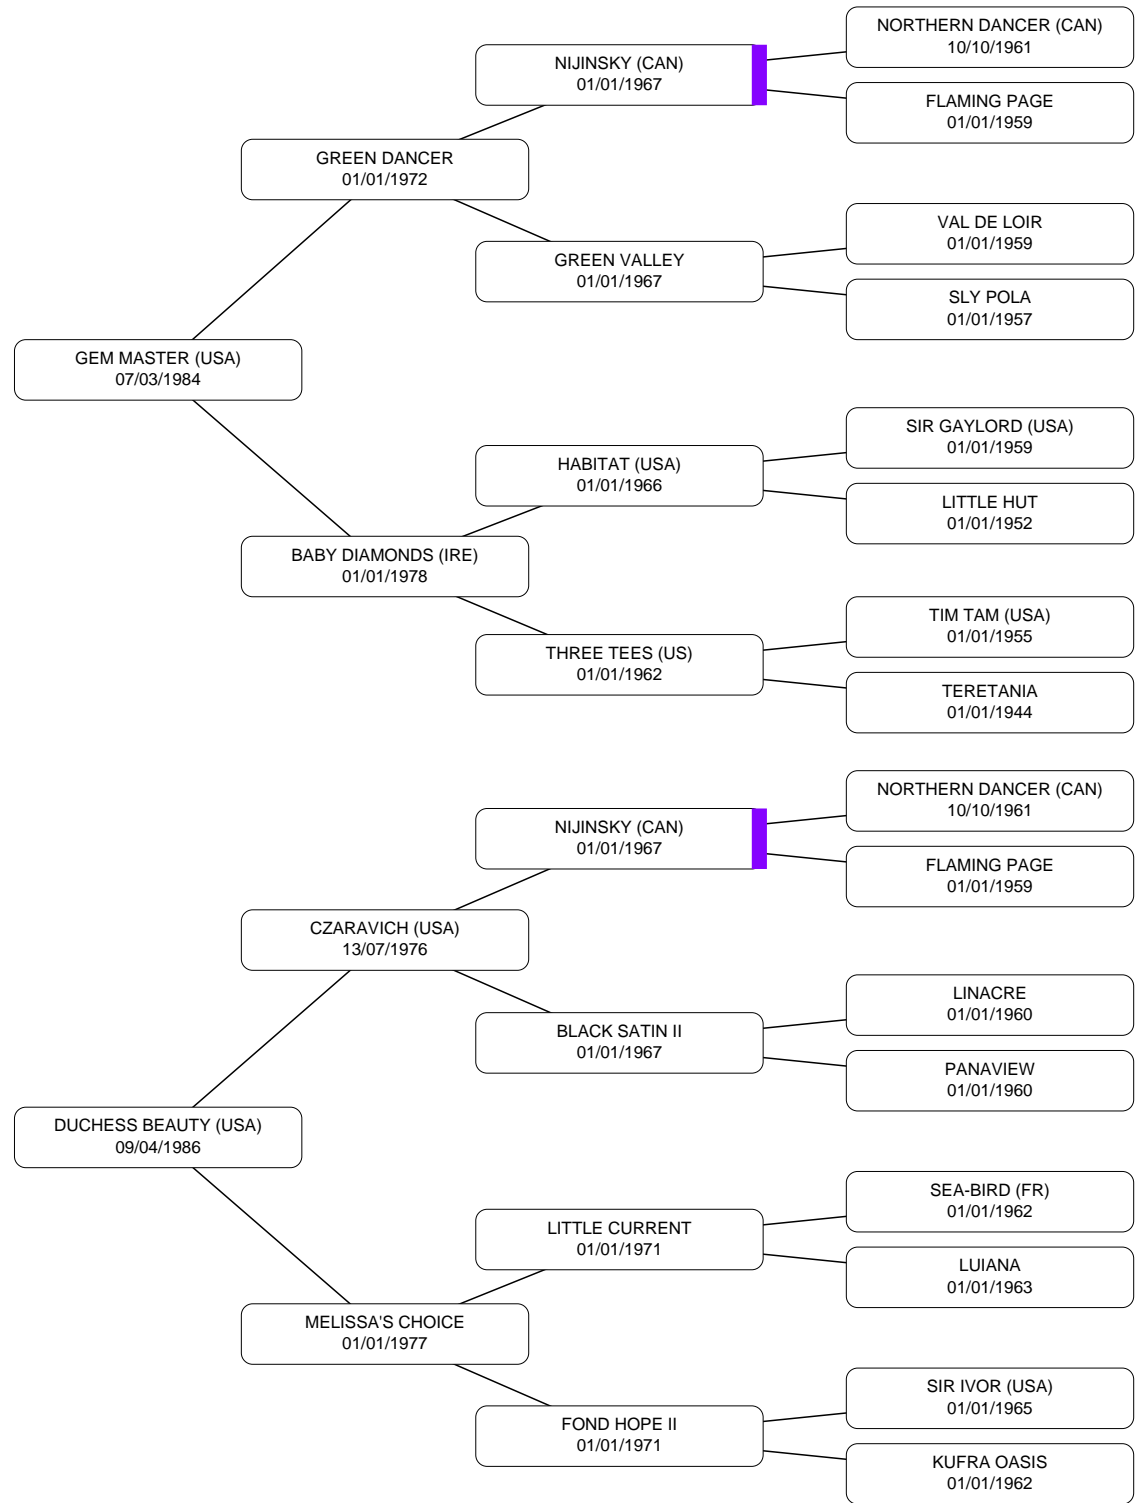 NORTHERN DANCER (CAN)
10/10/1961
NIJINSKY (CAN)
01/01/1967
FLAMING PAGE
01/01/1959
GREEN DANCER
01/01/1972
VAL DE LOIR
01/01/1959
GREEN VALLEY
01/01/1967
SLY POLA
01/01/1957
GEM MASTER (USA)
07/03/1984
SIR GAYLORD (USA)
01/01/1959
HABITAT (USA)
01/01/1966
LITTLE HUT
01/01/1952
BABY DIAMONDS (IRE)
01/01/1978
TIM TAM (USA)
01/01/1955
THREE TEES (US)
01/01/1962
TERETANIA
01/01/1944
NORTHERN DANCER (CAN)
10/10/1961
NIJINSKY (CAN)
01/01/1967
FLAMING PAGE
01/01/1959
CZARAVICH (USA)
13/07/1976
LINACRE
01/01/1960
BLACK SATIN II
01/01/1967
PANAVIEW
01/01/1960
DUCHESS BEAUTY (USA)
09/04/1986
SEA-BIRD (FR)
01/01/1962
LITTLE CURRENT
01/01/1971
LUIANA
01/01/1963
MELISSA'S CHOICE
01/01/1977
SIR IVOR (USA)
01/01/1965
FOND HOPE II
01/01/1971
KUFRA OASIS
01/01/1962